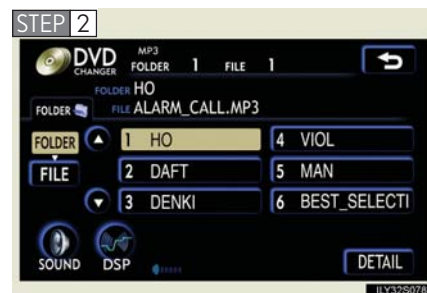 STEP 2
DVD CHANGER MP3 FOLDER 1 FILE 1
FOLDER HO
FOLDER FILE ALARM_CALL.MP3
FOLDER 1 HO 4 VIOL
FILE 2 DAFT 5 MAN
3 DENKI 6 BEST_SELECTI
SOUND DSP DETAIL
ILY32S078